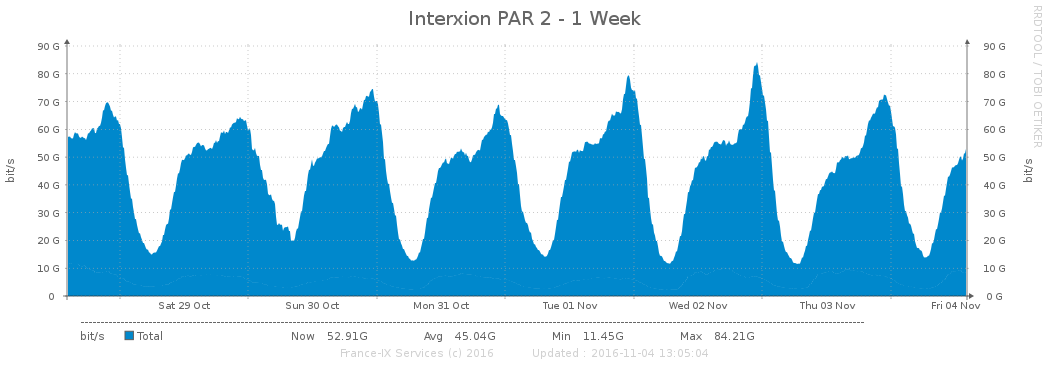 Interxion PAR 2 - 1 Week
RRDTOOL / TOBI OETIKER
bit/s
90 G 90 G
80 G 80 G
70 G 70 G
60 G 60 G
50 G 50 G
40 G 40 G
30 G 30 G
20 G 20 G
10 G 10 G
0 0 G
bit/s
Sat 29 Oct Sun 30 Oct Mon 31 Oct Tue 01 Nov Wed 02 Nov Thu 03 Nov Fri 04 Nov
bit/s Total Now 52.91G Avg 45.04G Min 11.45G Max 84.21G
France-IX Services (c) 2016 Updated : 2016-11-04 13:05:04